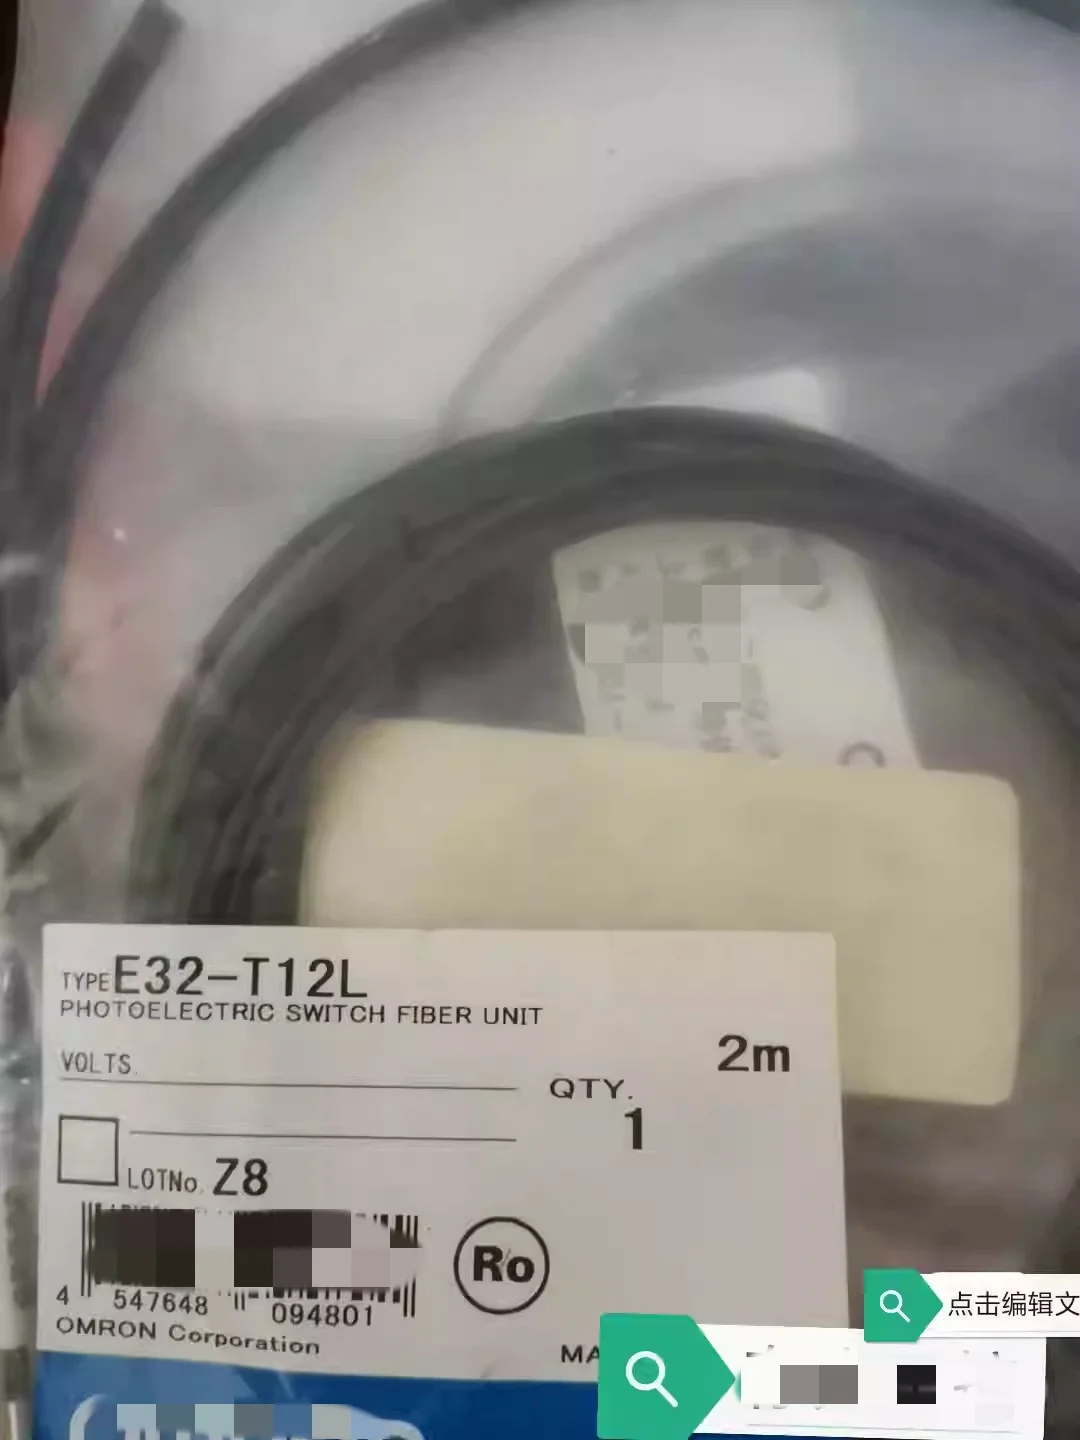 TYPE E32-T12L
PHOTOELECTRIC SWITCH FIBER UNIT
2m
VOLTS.
QTY.
1
LOTNo. Z8
Ro
4 547648 094801
OMRON Corporation
MA
点击编辑文